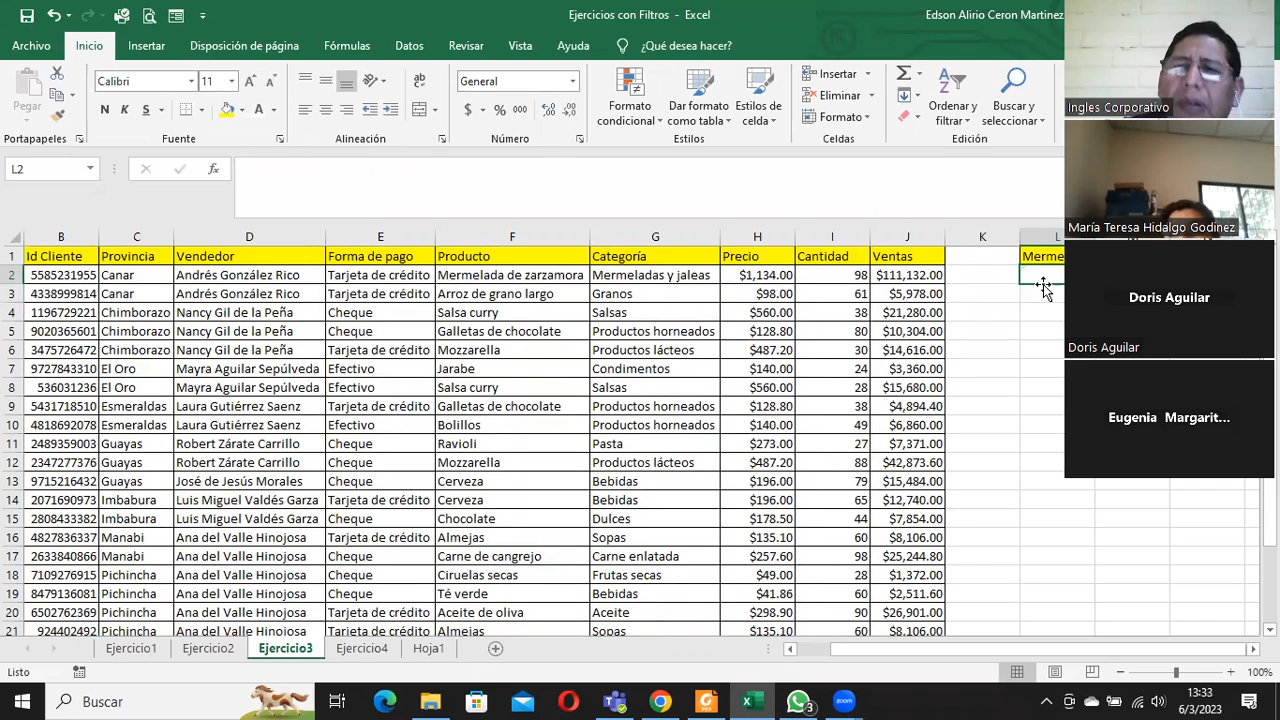 Ejercicios con Filtros - Excel
Edson Alirio Ceron Martinez
Archivo Inicio Insertar Disposición de página Fórmulas Datos Revisar Vista Ayuda ¿Qué desea hacer?
Pegar
Calibri 11
N K S
General
$ % 000
Formato condicional
Dar formato como tabla
Estilos de celda
Insertar
Eliminar
Formato
Ordenar y filtrar
Buscar y seleccionar
Portapapeles Fuente Alineación Número Estilos Celdas Edición
L2 fx
B C D E F G H I J K L
1 Id Cliente Provincia Vendedor Forma de pago Producto Categoría Precio Cantidad Ventas Merme
2 5585231955 Canar Andrés González Rico Tarjeta de crédito Mermelada de zarzamora Mermeladas y jaleas $1,134.00 98 $111,132.00
3 4338999814 Canar Andrés González Rico Tarjeta de crédito Arroz de grano largo Granos $98.00 61 $5,978.00
4 1196729221 Chimborazo Nancy Gil de la Peña Cheque Salsa curry Salsas $560.00 38 $21,280.00
5 9020365601 Chimborazo Nancy Gil de la Peña Cheque Galletas de chocolate Productos horneados $128.80 80 $10,304.00
6 3475726472 Chimborazo Nancy Gil de la Peña Tarjeta de crédito Mozzarella Productos lácteos $487.20 30 $14,616.00
7 9727843310 El Oro Mayra Aguilar Sepúlveda Efectivo Jarabe Condimentos $140.00 24 $3,360.00
8 536031236 El Oro Mayra Aguilar Sepúlveda Efectivo Salsa curry Salsas $560.00 28 $15,680.00
9 5431718510 Esmeraldas Laura Gutiérrez Saenz Tarjeta de crédito Galletas de chocolate Productos horneados $128.80 38 $4,894.40
10 4818692078 Esmeraldas Laura Gutiérrez Saenz Efectivo Bolillos Productos horneados $140.00 49 $6,860.00
11 2489359003 Guayas Robert Zárate Carrillo Cheque Ravioli Pasta $273.00 27 $7,371.00
12 2347277376 Guayas Robert Zárate Carrillo Cheque Mozzarella Productos lácteos $487.20 88 $42,873.60
13 9715216432 Guayas José de Jesús Morales Cheque Cerveza Bebidas $196.00 79 $15,484.00
14 2071690973 Imbabura Luis Miguel Valdés Garza Tarjeta de crédito Cerveza Bebidas $196.00 65 $12,740.00
15 2808433382 Imbabura Luis Miguel Valdés Garza Cheque Chocolate Dulces $178.50 44 $7,854.00
16 4827836337 Manabi Ana del Valle Hinojosa Tarjeta de crédito Almejas Sopas $135.10 60 $8,106.00
17 2633840866 Manabi Ana del Valle Hinojosa Cheque Carne de cangrejo Carne enlatada $257.60 98 $25,244.80
18 7109276915 Pichincha Ana del Valle Hinojosa Cheque Ciruelas secas Frutas secas $49.00 28 $1,372.00
19 8479136081 Pichincha Ana del Valle Hinojosa Cheque Té verde Bebidas $41.86 60 $2,511.60
20 6502762369 Pichincha Ana del Valle Hinojosa Tarjeta de crédito Aceite de oliva Aceite $298.90 90 $26,901.00
21 924402492 Pichincha Ana del Valle Hinojosa Tarjeta de crédito Almejas Sopas $135.10 60 $8.106.00
Ejercicio1 Ejercicio2 Ejercicio3 Ejercicio4 Hoja1
Listo
100%
Buscar
3
zoom
13:33
6/3/2023
Ingles Corporativo
María Teresa Hidalgo Godinez
Doris Aguilar
Doris Aguilar
Eugenia Margarit...